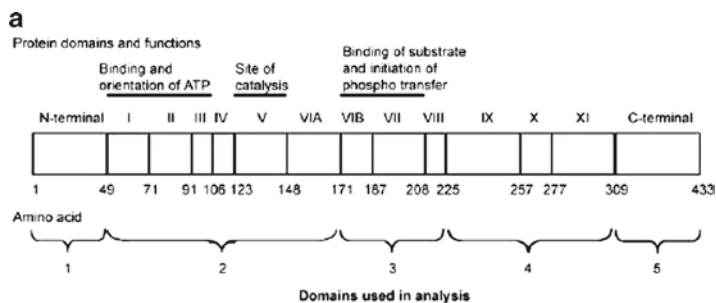 a
Protein domains and functions
Binding and
orientation of ATP
Site of
catalysis
Binding of substrate
and initiation of
phospho transfer
N-terminal I II III IV V VIA VIB VII VIII IX X XI C-terminal
1 49 71 91 106 123 148 171 187 208 225 257 277 309 433
Amino acid
1 2 3 4 5
Domains used in analysis